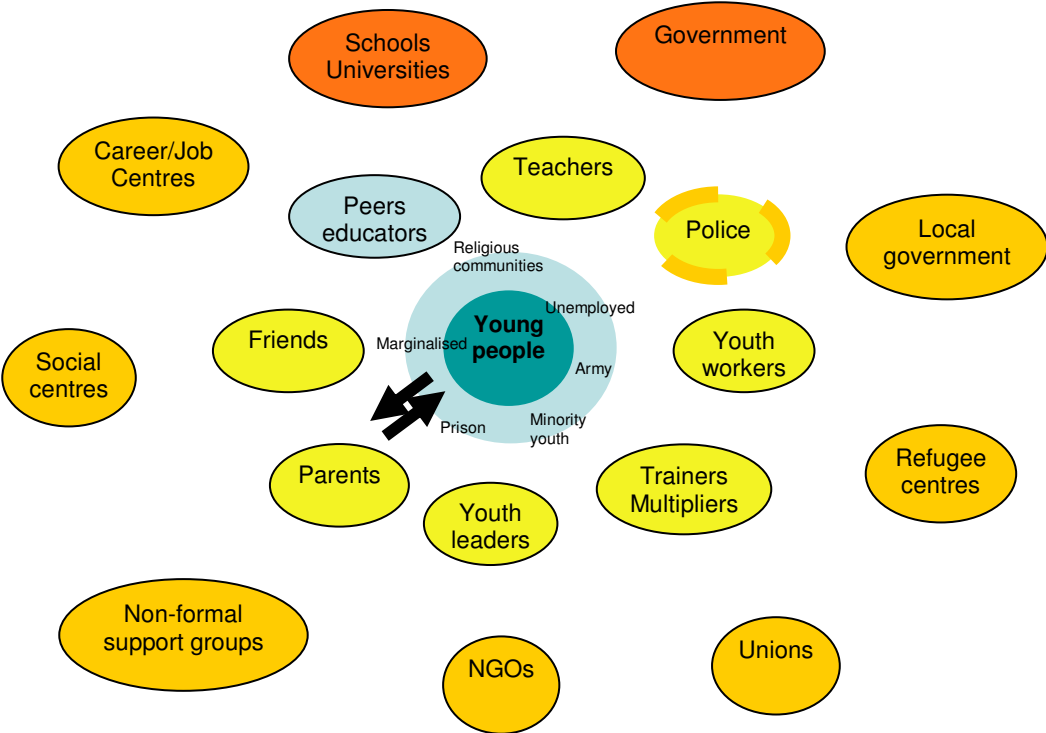 Schools
Universities
Government
Career/Job
Centres
Teachers
Peers
educators
Police
Local
government
Religious
communities
Unemployed
Young
people
Marginalised
Friends
Youth
workers
Social
centres
Army
Prison
Minority
youth
Parents
Trainers
Multipliers
Refugee
centres
Youth
leaders
Non-formal
support groups
NGOs
Unions